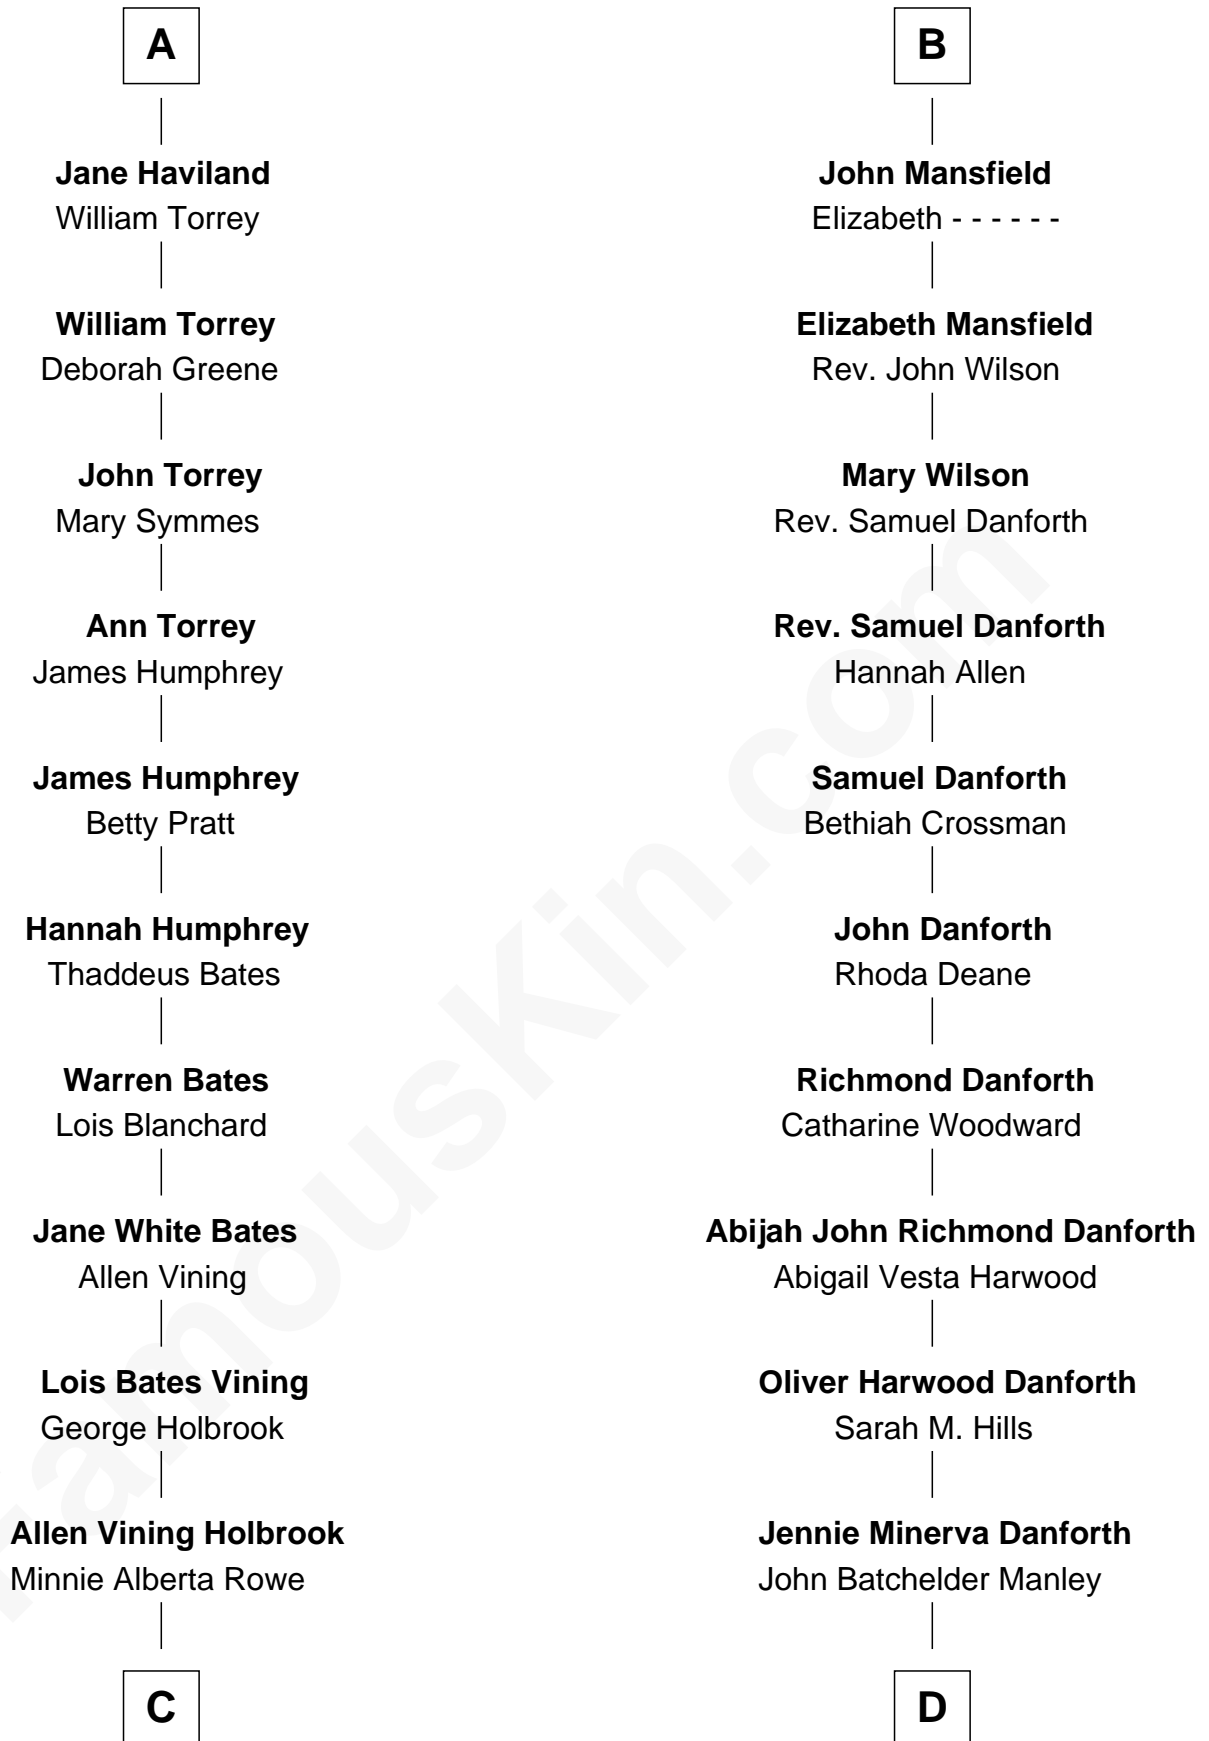 A
Jane Haviland
William Torrey
William Torrey
Deborah Greene
John Torrey
Mary Symmes
Ann Torrey
James Humphrey
James Humphrey
Betty Pratt
Hannah Humphrey
Thaddeus Bates
Warren Bates
Lois Blanchard
Jane White Bates
Allen Vining
Lois Bates Vining
George Holbrook
Allen Vining Holbrook
Minnie Alberta Rowe
C
B
John Mansfield
Elizabeth - - - - - -
Elizabeth Mansfield
Rev. John Wilson
Mary Wilson
Rev. Samuel Danforth
Rev. Samuel Danforth
Hannah Allen
Samuel Danforth
Bethiah Crossman
John Danforth
Rhoda Deane
Richmond Danforth
Catharine Woodward
Abijah John Richmond Danforth
Abigail Vesta Harwood
Oliver Harwood Danforth
Sarah M. Hills
Jennie Minerva Danforth
John Batchelder Manley
D
FamousKin.com